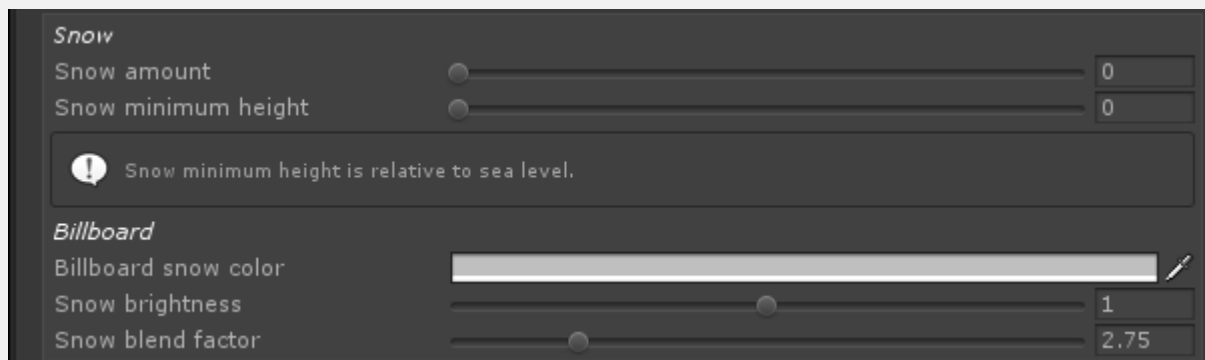 Snow
Snow amount 0
Snow minimum height 0
Snow minimum height is relative to sea level.
Billboard
Billboard snow color
Snow brightness 1
Snow blend factor 2.75